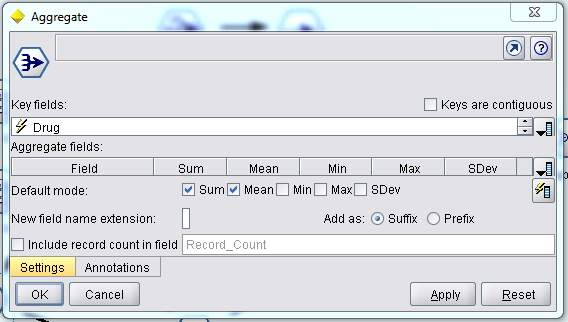 Aggregate
Key fields: Keys are contiguous
Drug
Aggregate fields:
Field Sum Mean Min Max SDev
Default mode: Sum Mean Min Max SDev
New field name extension: Add as: Suffix Prefix
Include record count in field Record_Count
Settings Annotations
OK Cancel Apply Reset